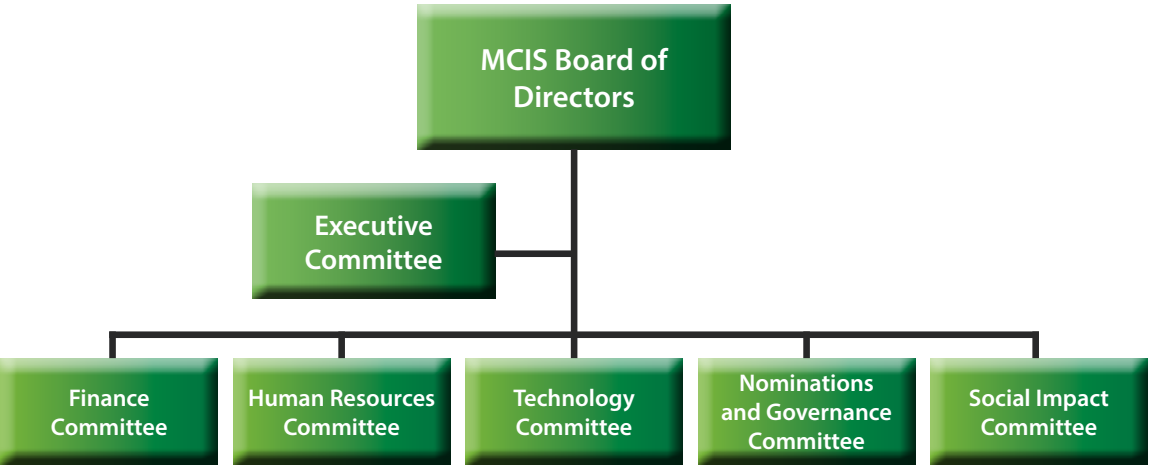 MCIS Board of
Directors
Executive
Committee
Finance
Committee
Human Resources
Committee
Technology
Committee
Nominations
and Governance
Committee
Social Impact
Committee